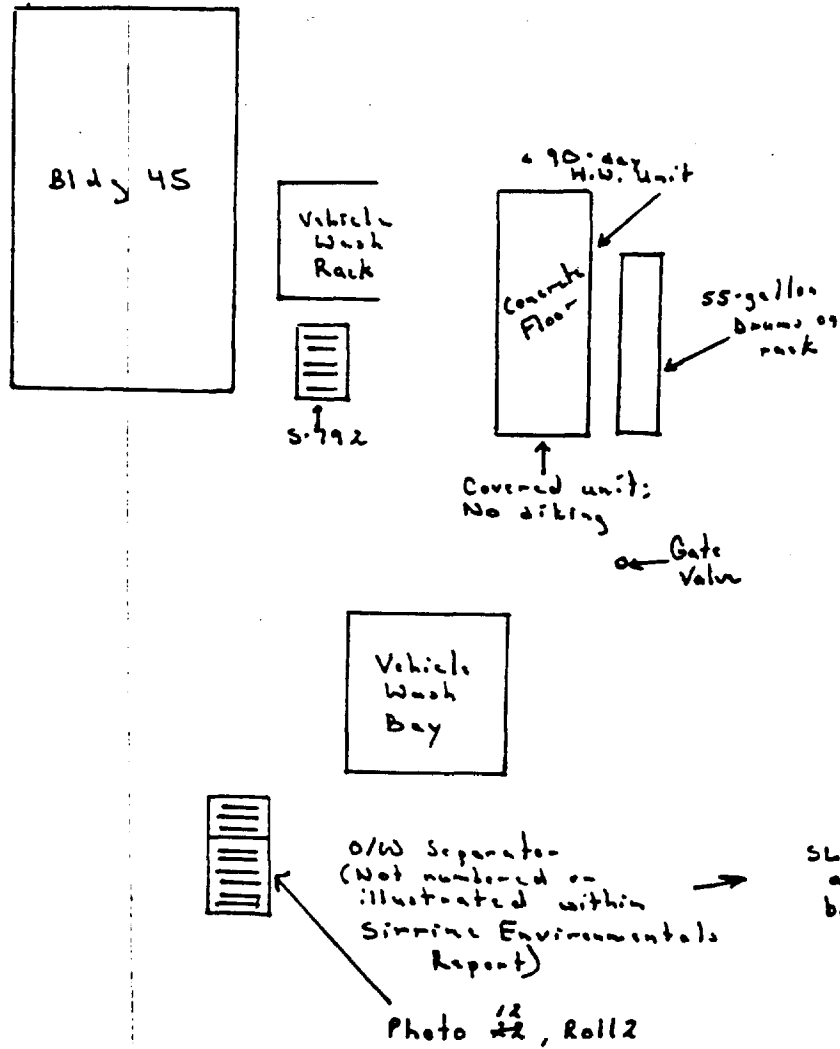 Bldg 45
Vehicle
Wash
Rack
S-792
< 90-day
H.W. Unit
Concrete
Floor
55-gallon
Drums on
rack
Covered unit;
No diking
Gate
Valve
Vehicle
Wash
Bay
O/W Separator
(Not numbered or
illustrated within
Sirrine Environmentals
Report)
SL
a
b
Photo 12, Roll 2